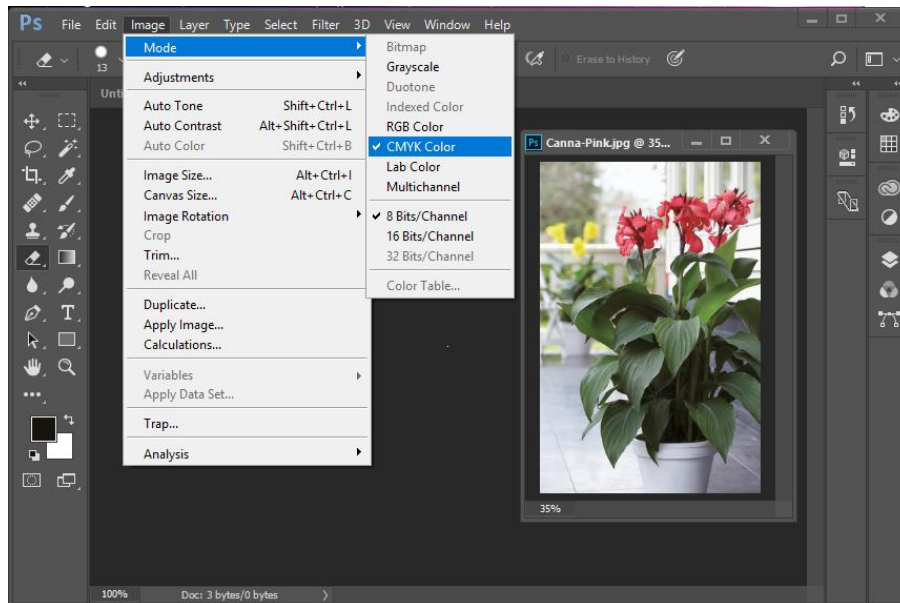 Ps File Edit Image Layer Type Select Filter 3D View Window Help
13
Erase to History
Unti
Mode
Adjustments
Auto Tone Shift+Ctrl+L
Auto Contrast Alt+Shift+Ctrl+L
Auto Color Shift+Ctrl+B
Image Size... Alt+Ctrl+I
Canvas Size... Alt+Ctrl+C
Image Rotation
Crop
Trim...
Reveal All
Duplicate...
Apply Image...
Calculations...
Variables
Apply Data Set...
Trap...
Analysis
Bitmap
Grayscale
Duotone
Indexed Color
RGB Color
CMYK Color
Lab Color
Multichannel
8 Bits/Channel
16 Bits/Channel
32 Bits/Channel
Color Table...
Ps Canna-Pink.jpg @ 35...
35%
100% Doc: 3 bytes/0 bytes